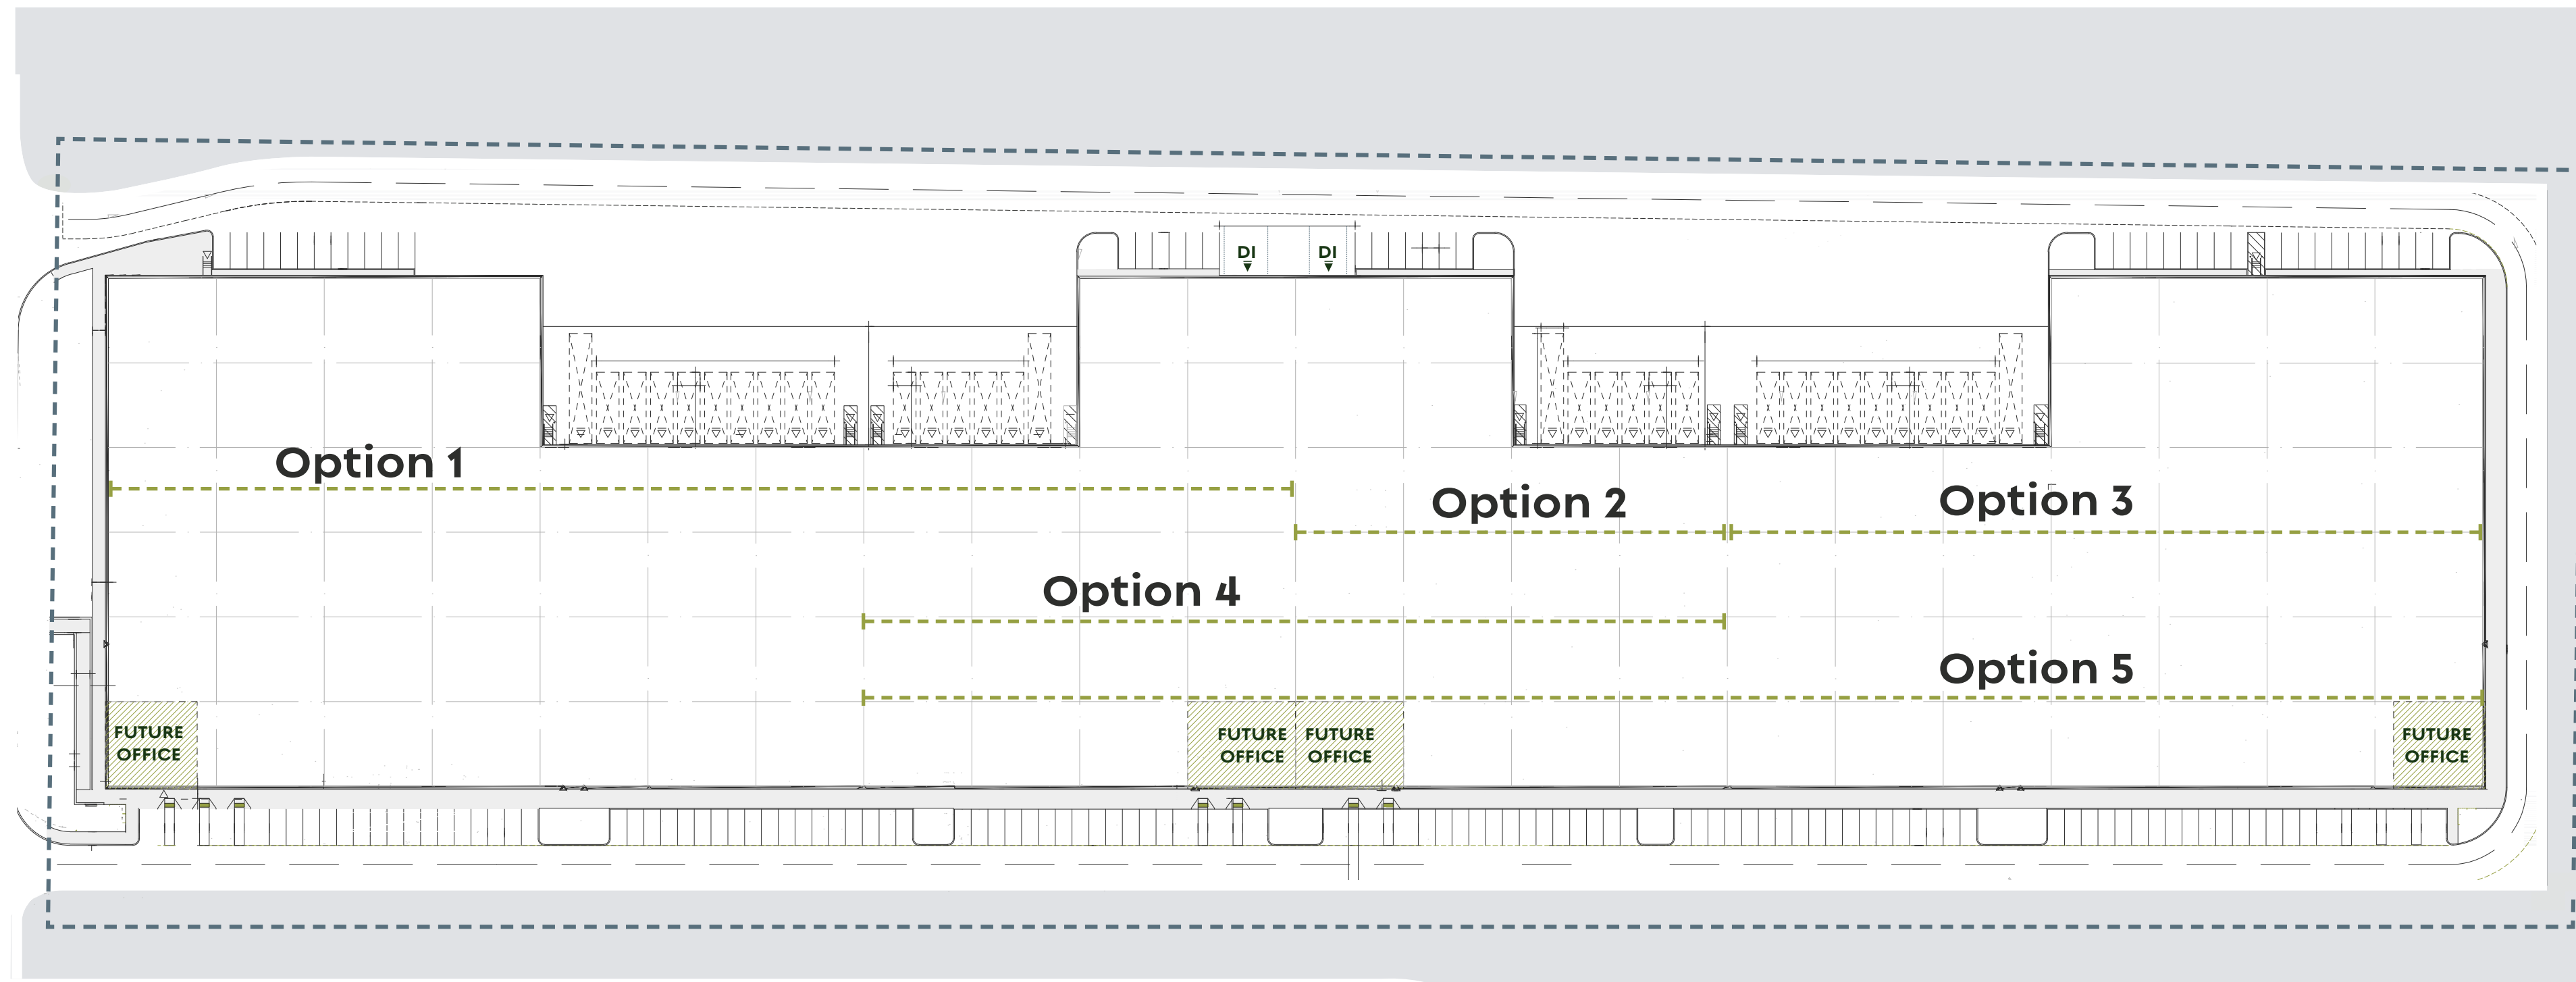 DI
DI
Option 1
Option 2
Option 3
Option 4
Option 5
FUTURE
OFFICE
FUTURE
OFFICE
FUTURE
OFFICE
FUTURE
OFFICE